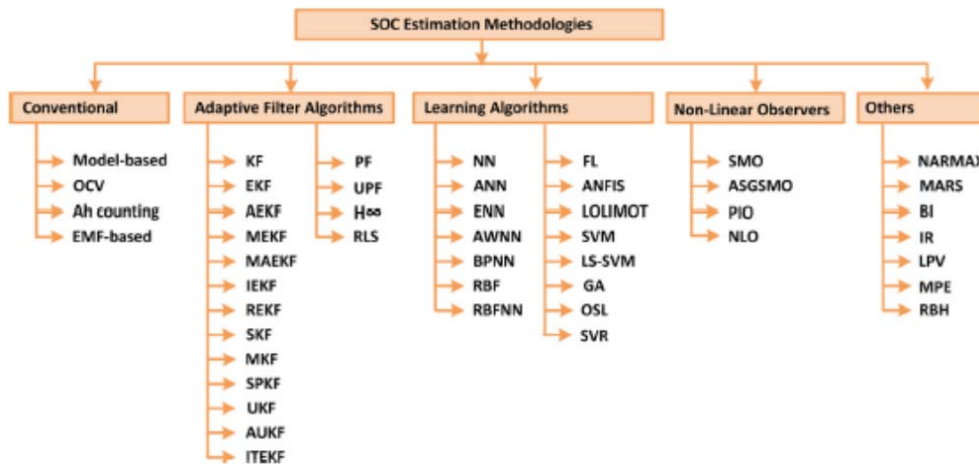 SOC Estimation Methodologies
Conventional
Model-based
OCV
Ah counting
EMF-based
Adaptive Filter Algorithms
KF
EKF
AEKF
MEKF
MAEKF
IEKF
REKF
SKF
MKF
SPKF
UKF
AUKF
ITEKF
PF
UPF
H∞
RLS
Learning Algorithms
NN
ANN
ENN
AWNN
BPNN
RBF
RBFNN
FL
ANFIS
LOLIMOT
SVM
LS-SVM
GA
OSL
SVR
Non-Linear Observers
SMO
ASGSMO
PIO
NLO
Others
NARMAX
MARS
BI
IR
LPV
MPE
RBH